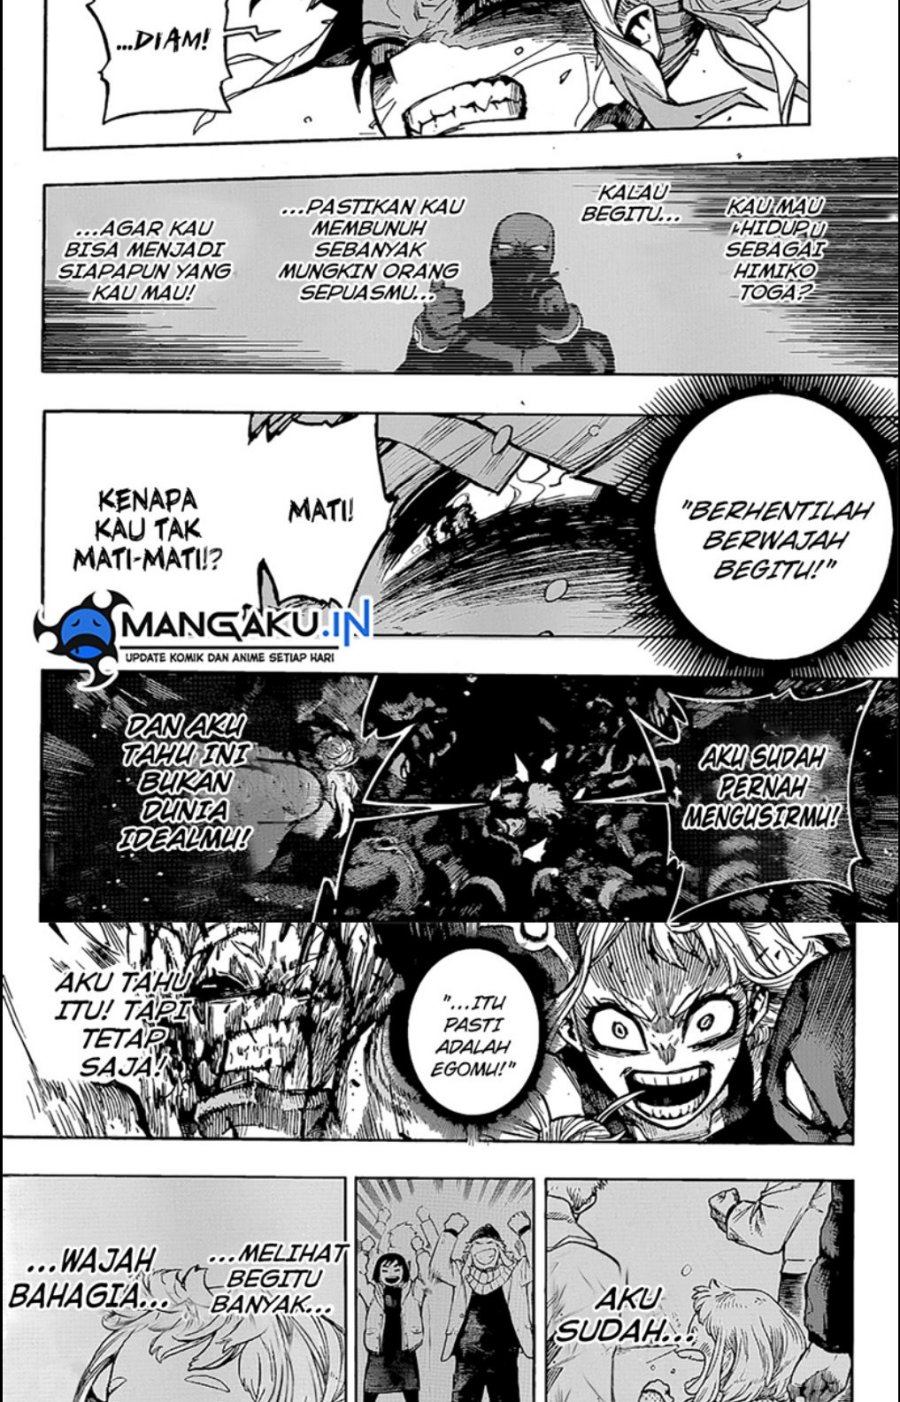 ...DIAM!
KAU MAU
HIDUP
SEBAGAI
HIMIKO
TOGA?
KALAU
BEGITU...
...PASTIKAN KAU
MEMBUNUH
SEBANYAK
MUNGKIN ORANG
SEPUASMU...
...AGAR KAU
BISA MENJADI
SIAPAPUN YANG
KAU MAU!
"BERHENTILAH
BERWAJAH
BEGITU!"
MATI!
KENAPA
KAU TAK
MATI-MATI!?
MANGAKU.IN
UPDATE KOMIK DAN ANIME SETIAP HARI
AKU SUDAH
PERNAH
MENGUSIRMU!
DAN AKU
TAHU INI
BUKAN
DUNIA
IDEALMU!
"...ITU
PASTI
ADALAH
EGOMU!"
AKU TAHU
ITU! TAPI
TETAP
SAJA!
AKU
SUDAH...
...MELIHAT
BEGITU
BANYAK...
...WAJAH
BAHAGIA...